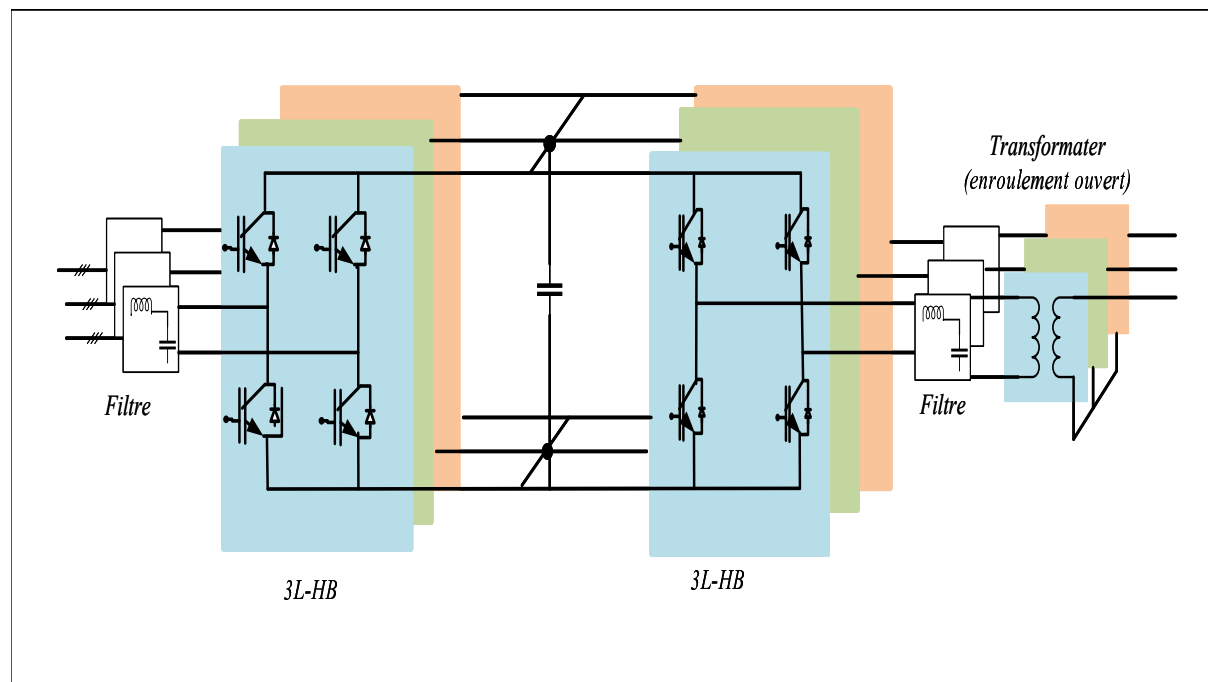 Transformater
(enroulement ouvert)
Filtre
Filtre
3L-HB
3L-HB